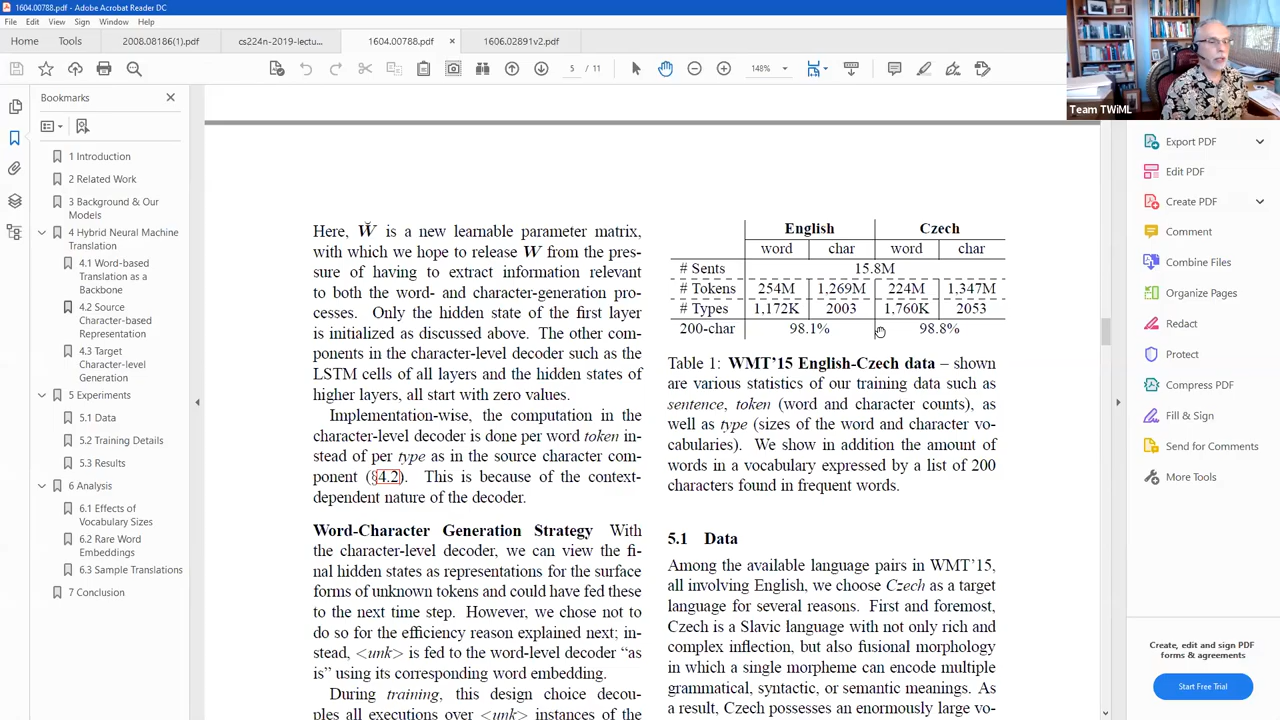 1604.00788.pdf - Adobe Acrobat Reader DC
File Edit View Sign Window Help
Home Tools 2008.08186(1).pdf cs224n-2019-lectu... 1604.00788.pdf × 1606.02891v2.pdf
5 / 11 148%
Team TWiML
Bookmarks
1 Introduction
2 Related Work
3 Background & Our
Models
4 Hybrid Neural Machine
Translation
4.1 Word-based
Translation as a
Backbone
4.2 Source
Character-based
Representation
4.3 Target
Character-level
Generation
5 Experiments
5.1 Data
5.2 Training Details
5.3 Results
6 Analysis
6.1 Effects of
Vocabulary Sizes
6.2 Rare Word
Embeddings
6.3 Sample Translations
7 Conclusion
Here, W̆ is a new learnable parameter matrix,
with which we hope to release W from the pres-
sure of having to extract information relevant
to both the word- and character-generation pro-
cesses. Only the hidden state of the first layer
is initialized as discussed above. The other com-
ponents in the character-level decoder such as the
LSTM cells of all layers and the hidden states of
higher layers, all start with zero values.
Implementation-wise, the computation in the
character-level decoder is done per word token in-
stead of per type as in the source character com-
ponent (§4.2). This is because of the context-
dependent nature of the decoder.
Word-Character Generation Strategy With
the character-level decoder, we can view the fi-
nal hidden states as representations for the surface
forms of unknown tokens and could have fed these
to the next time step. However, we chose not to
do so for the efficiency reason explained next; in-
stead, <unk> is fed to the word-level decoder “as
is” using its corresponding word embedding.
During training, this design choice decou-
ples all executions over <unk> instances of the
English Czech
word char word char
# Sents 15.8M
# Tokens 254M 1,269M 224M 1,347M
# Types 1,172K 2003 1,760K 2053
200-char 98.1% 98.8%
Table 1: WMT’15 English-Czech data – shown
are various statistics of our training data such as
sentence, token (word and character counts), as
well as type (sizes of the word and character vo-
cabularies). We show in addition the amount of
words in a vocabulary expressed by a list of 200
characters found in frequent words.
5.1 Data
Among the available language pairs in WMT’15,
all involving English, we choose Czech as a target
language for several reasons. First and foremost,
Czech is a Slavic language with not only rich and
complex inflection, but also fusional morphology
in which a single morpheme can encode multiple
grammatical, syntactic, or semantic meanings. As
a result, Czech possesses an enormously large vo-
Export PDF
Edit PDF
Create PDF
Comment
Combine Files
Organize Pages
Redact
Protect
Compress PDF
Fill & Sign
Send for Comments
More Tools
Create, edit and sign PDF
forms & agreements
Start Free Trial